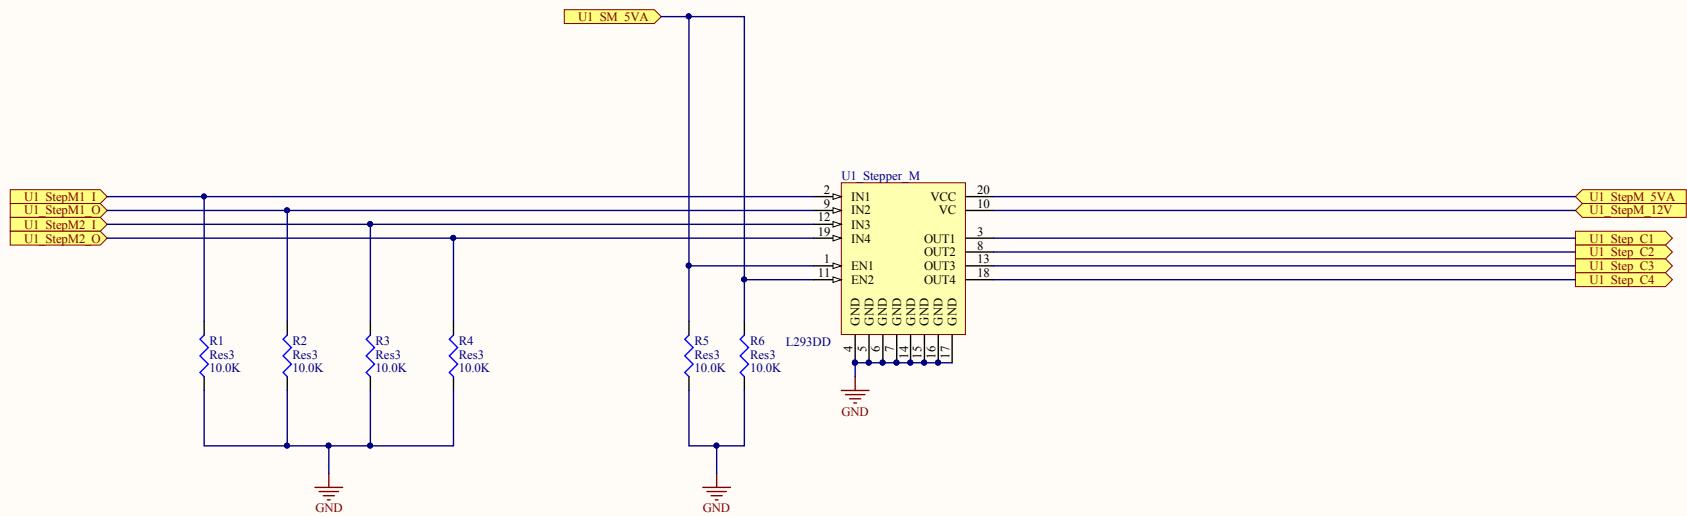 U1_SM_5VA
U1_Stepper_M
U1_StepM1_I
U1_StepM1_O
U1_StepM2_I
U1_StepM2_O
2 IN1
9 IN2
12 IN3
19 IN4
1 EN1
11 EN2
VCC 20
VC 10
OUT1 3
OUT2 8
OUT3 13
OUT4 18
U1_StepM_5VA
U1_StepM_12V
U1_Step_C1
U1_Step_C2
U1_Step_C3
U1_Step_C4
GND GND GND GND GND GND GND GND
4 5 6 7 14 15 16 17
L293DD
R1
Res3
10.0K
R2
Res3
10.0K
R3
Res3
10.0K
R4
Res3
10.0K
R5
Res3
10.0K
R6
Res3
10.0K
GND
GND
GND